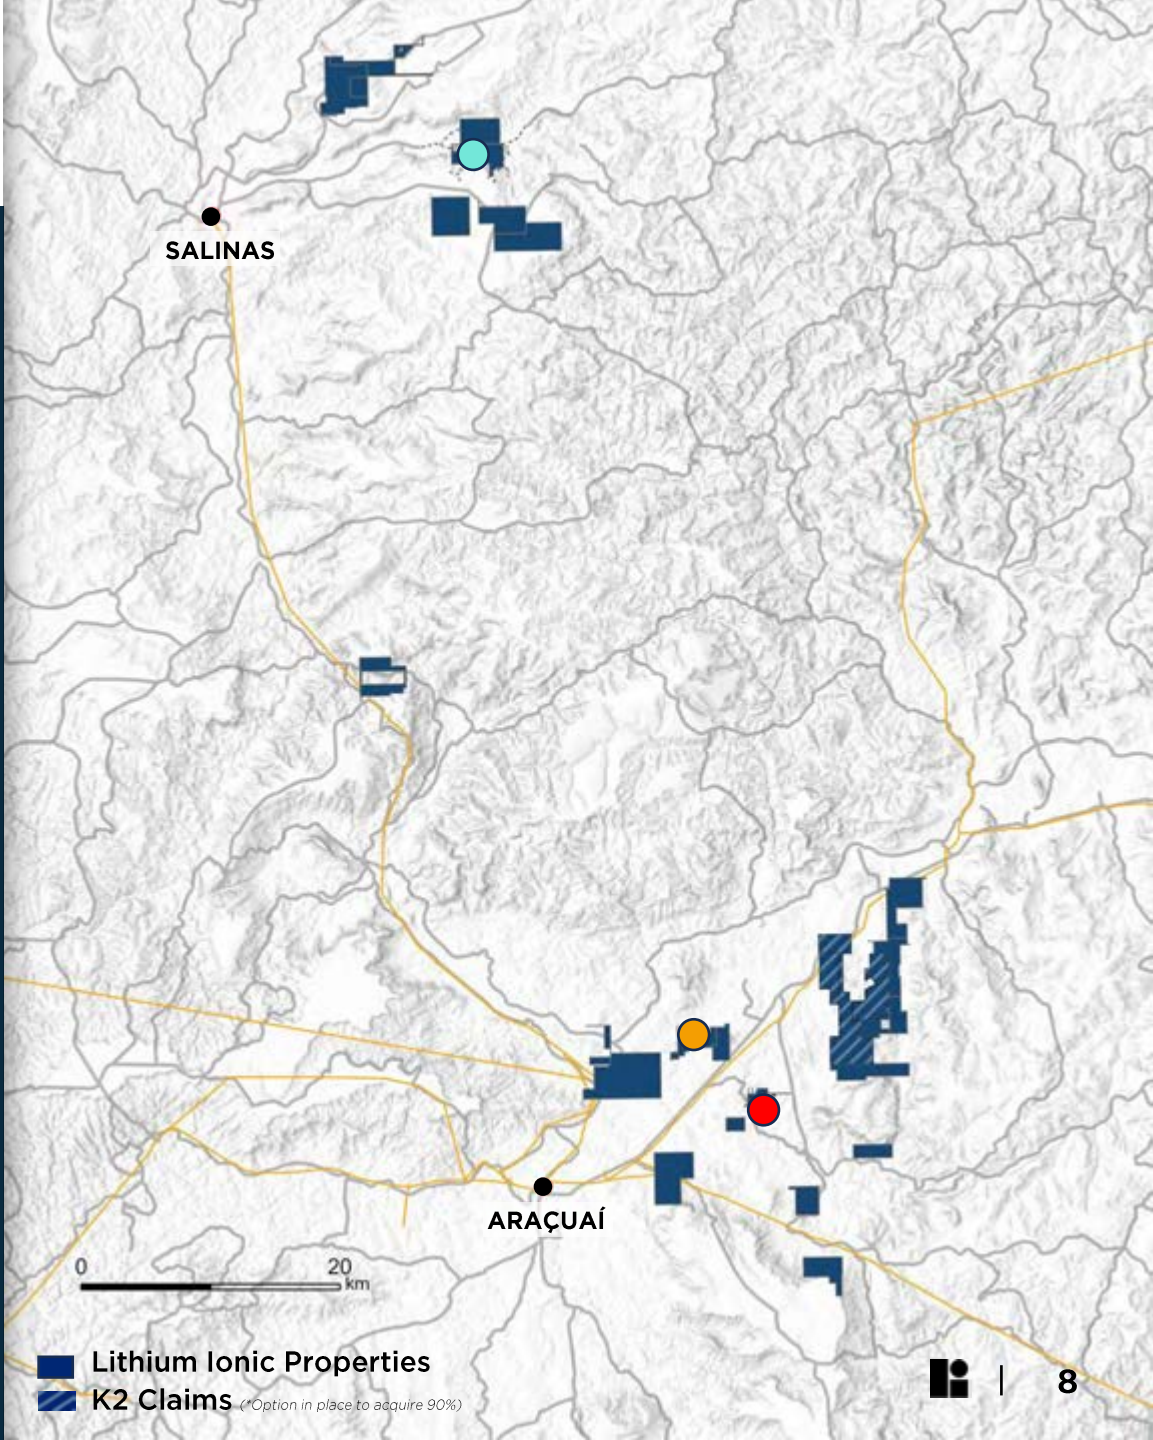 SALINAS
ARAÇUAÍ
0 20
km
Lithium Ionic Properties
K2 Claims (*Option in place to acquire 90%)
8